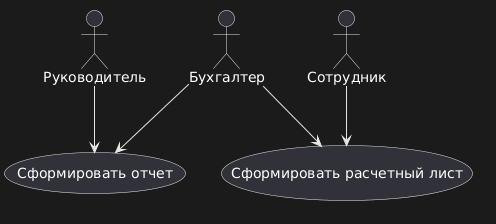 Руководитель
Бухгалтер
Сотрудник
Сформировать отчет
Сформировать расчетный лист